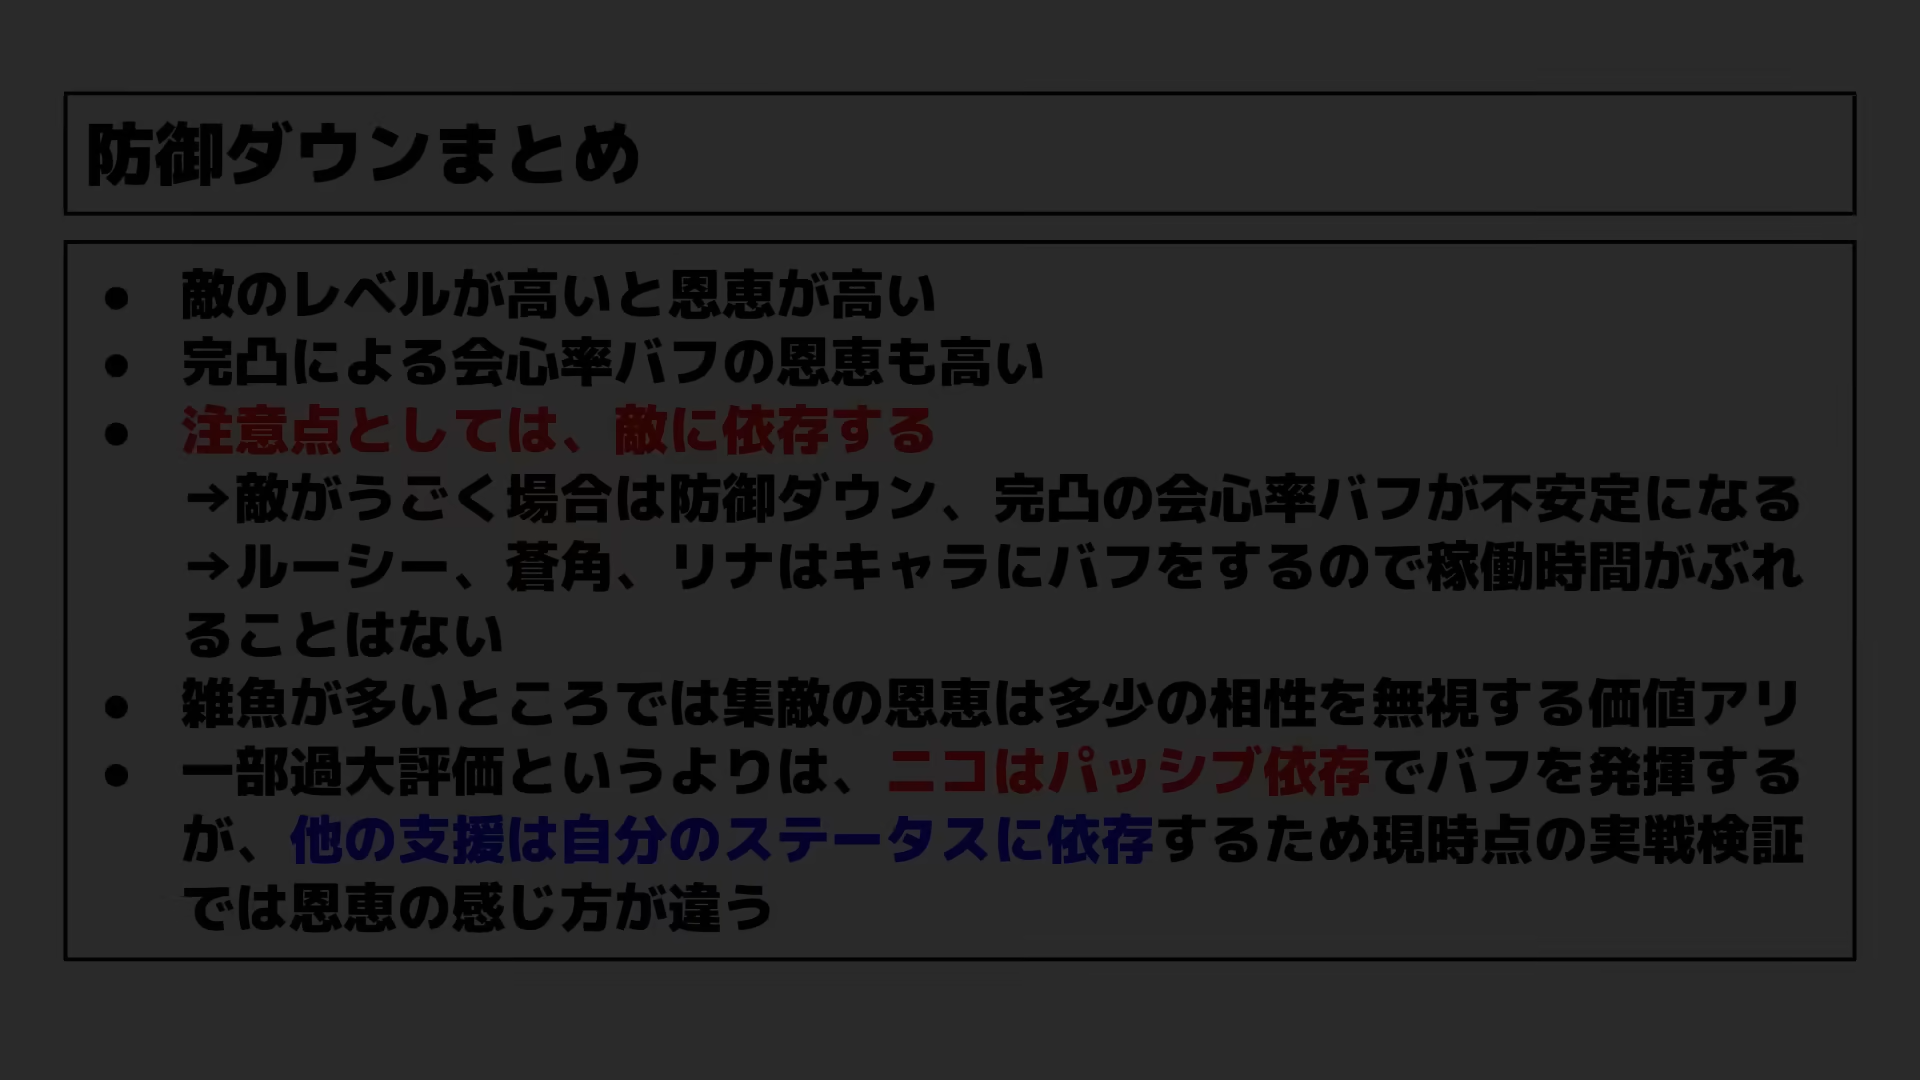 防御ダウンまとめ
● 敵のレベルが高いと恩恵が高い
● 完凸による会心率バフの恩恵も高い
● 注意点としては、敵に依存する
→敵がうごく場合は防御ダウン、完凸の会心率バフが不安定になる
→ルーシー、蒼角、リナはキャラにバフをするので稼働時間がぶれ
ることはない
● 雑魚が多いところでは集敵の恩恵は多少の相性を無視する価値アリ
● 一部過大評価というよりは、ニコはパッシブ依存でバフを発揮する
が、他の支援は自分のステータスに依存するため現時点の実戦検証
では恩恵の感じ方が違う